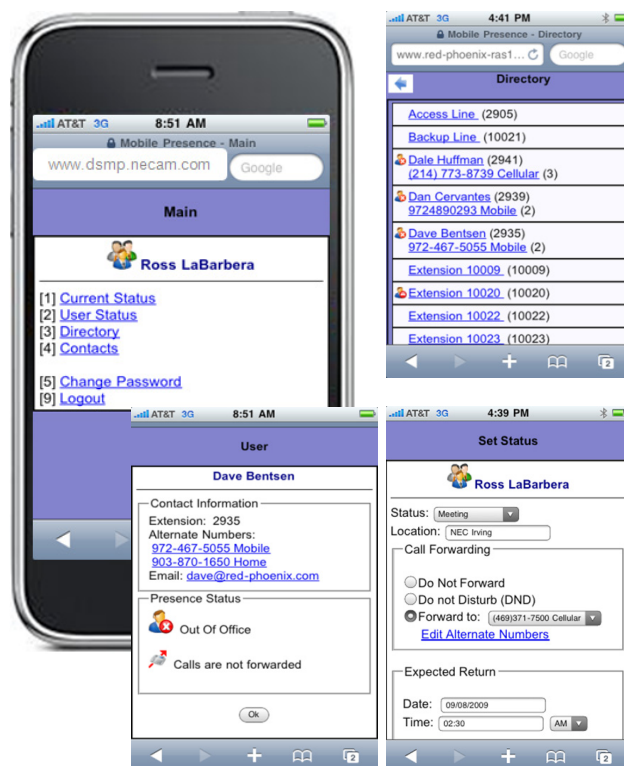 AT&T 3G 8:51 AM
Mobile Presence - Main
www.dsmp.necam.com Google
Main
Ross LaBarbera
[1] Current Status
[2] User Status
[3] Directory
[4] Contacts
[5] Change Password
[9] Logout
AT&T 3G 4:41 PM
Mobile Presence - Directory
www.red-phoenix-ras1... Google
Directory
Access Line (2905)
Backup Line (10021)
Dale Huffman (2941)
(214) 773-8739 Cellular (3)
Dan Cervantes (2939)
9724890293 Mobile (2)
Dave Bentsen (2935)
972-467-5055 Mobile (2)
Extension 10009 (10009)
Extension 10020 (10020)
Extension 10022 (10022)
Extension 10023 (10023)
2
AT&T 3G 8:51 AM
User
Dave Bentsen
Contact Information
Extension: 2935
Alternate Numbers:
972-467-5055 Mobile
903-870-1650 Home
Email: dave@red-phoenix.com
Presence Status
Out Of Office
Calls are not forwarded
Ok
2
AT&T 3G 4:39 PM
Set Status
Ross LaBarbera
Status: Meeting
Location: NEC Irving
Call Forwarding
Do Not Forward
Do not Disturb (DND)
Forward to: (469)371-7500 Cellular
Edit Alternate Numbers
Expected Return
Date: 09/08/2009
Time: 02:30 AM
2